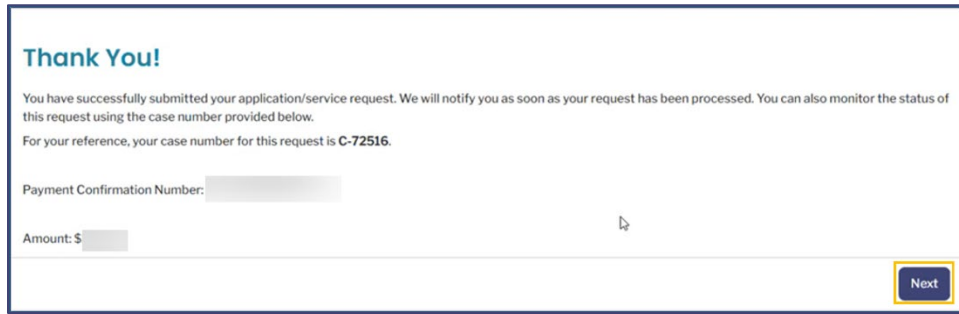 Thank You!
You have successfully submitted your application/service request. We will notify you as soon as your request has been processed. You can also monitor the status of
this request using the case number provided below.
For your reference, your case number for this request is C-72516.
Payment Confirmation Number:
Amount: $
Next